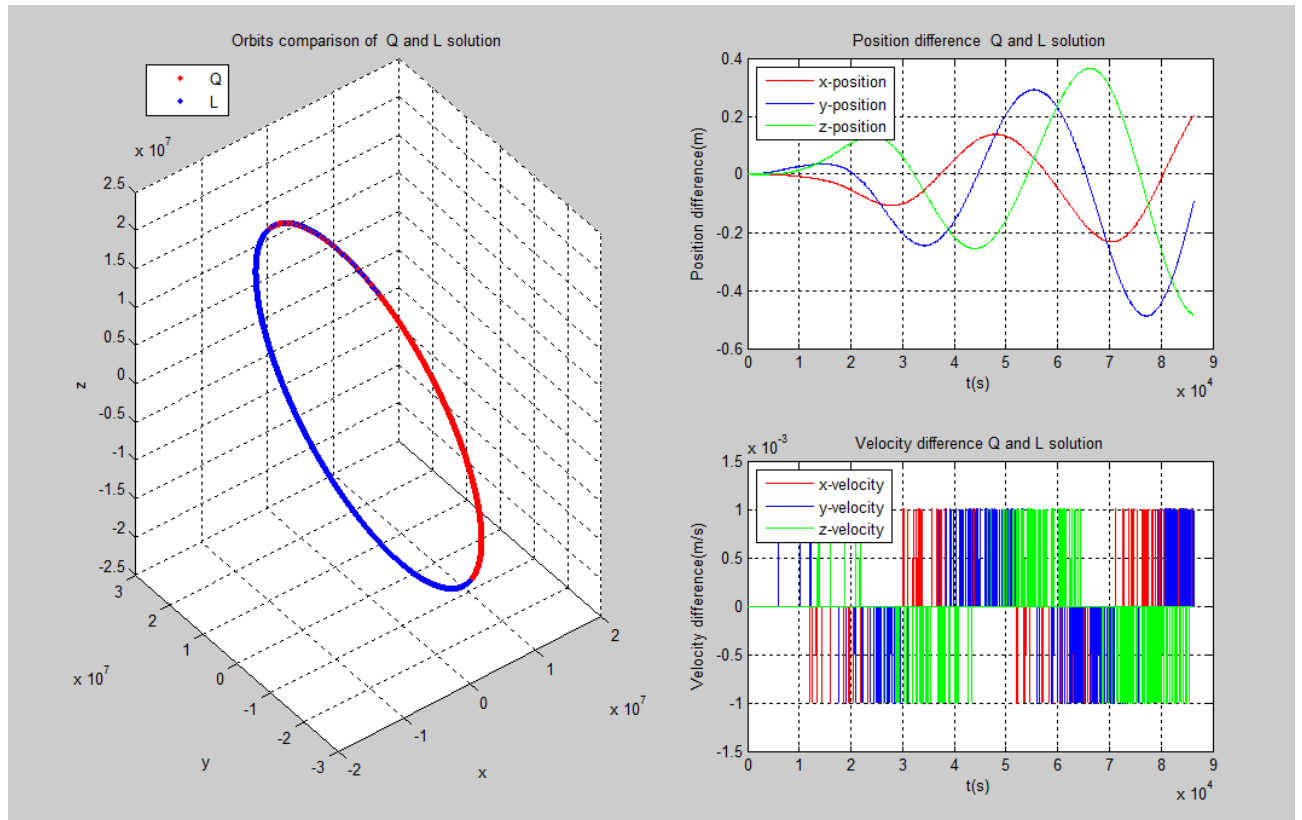 Orbits comparison of Q and L solution
Q
L
x 10^7
2.5
2
1.5
1
0.5
0
-0.5
-1
-1.5
-2
-2.5
z
3
2
1
0
-1
-2
-3
x 10^7
y
-2
-1
0
1
2
x 10^7
x
Position difference Q and L solution
x-position
y-position
z-position
0.4
0.2
0
-0.2
-0.4
-0.6
Position difference(m)
0 1 2 3 4 5 6 7 8 9
t(s)
x 10^4
Velocity difference Q and L solution
x 10^-3
x-velocity
y-velocity
z-velocity
1.5
1
0.5
0
-0.5
-1
-1.5
Velocity difference(m/s)
0 1 2 3 4 5 6 7 8 9
t(s)
x 10^4